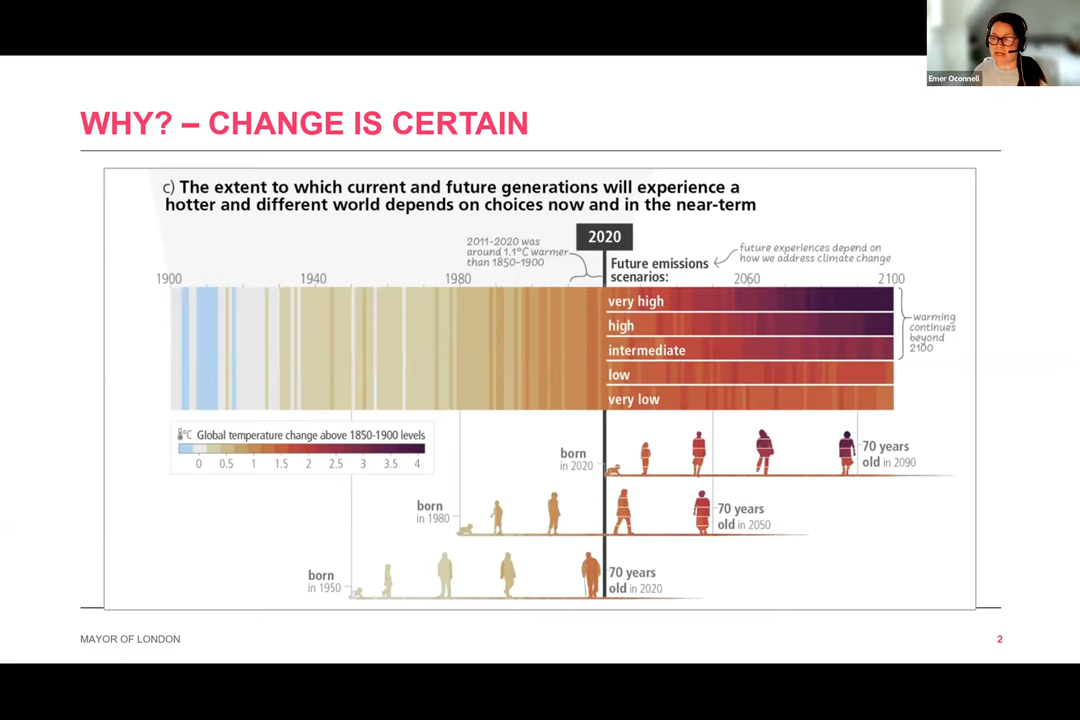 Emer Oconnell
WHY? – CHANGE IS CERTAIN
c) The extent to which current and future generations will experience a
hotter and different world depends on choices now and in the near-term
2011-2020 was
around 1.1°C warmer
than 1850-1900
2020
future experiences depend on
how we address climate change
Future emissions
scenarios:
1900 1940 1980 2060 2100
very high
high
intermediate
low
very low
warming
continues
beyond
2100
°C Global temperature change above 1850-1900 levels
0 0.5 1 1.5 2 2.5 3 3.5 4
born
in 2020
70 years
old in 2090
born
in 1980
70 years
old in 2050
born
in 1950
70 years
old in 2020
MAYOR OF LONDON
2